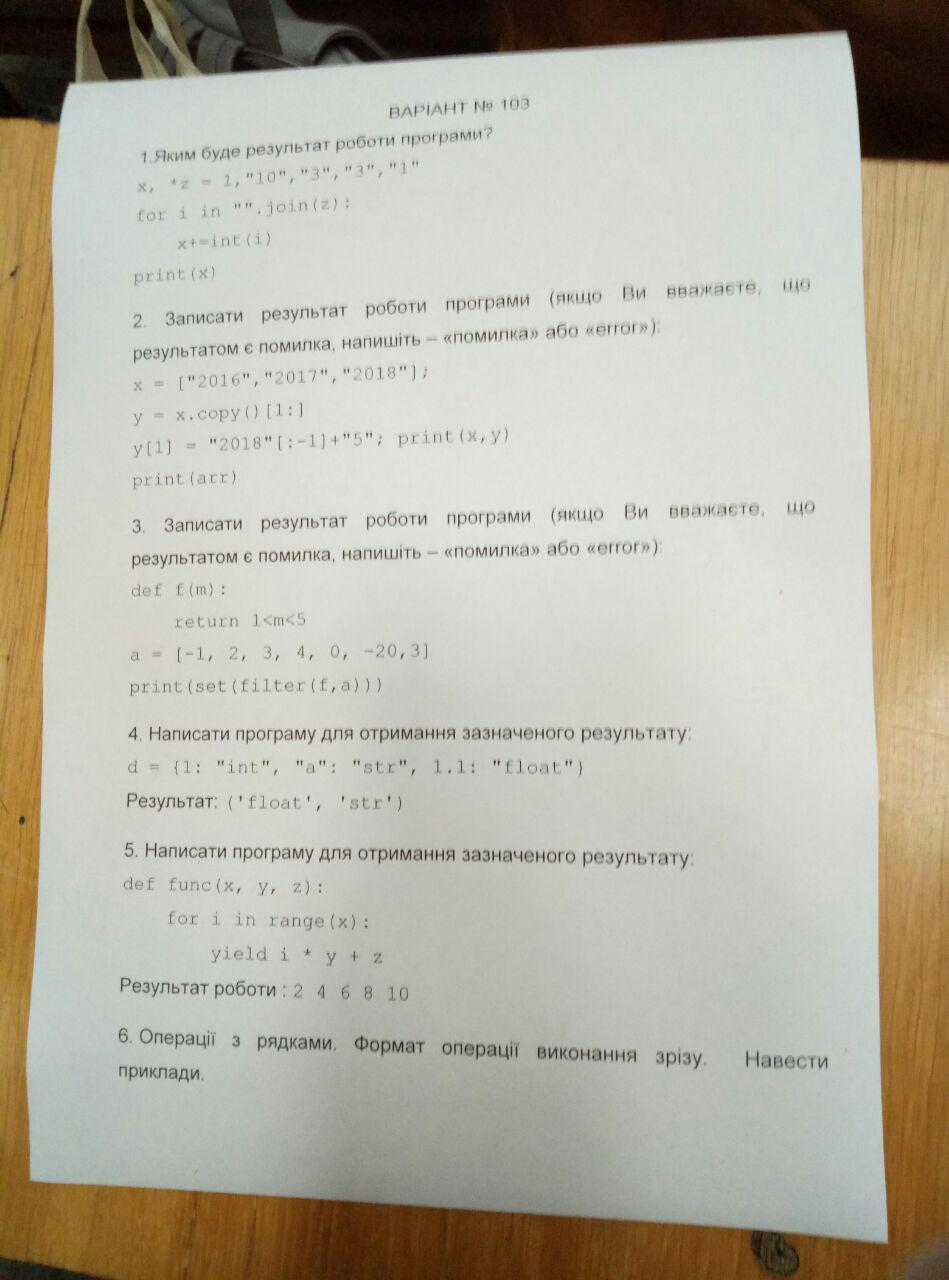 ВАРІАНТ № 103
1.Яким буде результат роботи програми?
x, *z = 1,"10","3","3","1"
for i in "".join(z):
    x+=int(i)
print(x)
2. Записати результат роботи програми (якщо Ви вважаєте, що
результатом є помилка, напишіть – «помилка» або «error»):
x = ["2016","2017","2018"];
y = x.copy()[1:]
y[1] = "2018"[:-1]+"5"; print(x,y)
print(arr)
3. Записати результат роботи програми (якщо Ви вважаєте, що
результатом є помилка, напишіть – «помилка» або «error»):
def f(m):
    return 1<m<5
a = [-1, 2, 3, 4, 0, -20,3]
print(set(filter(f,a)))
4. Написати програму для отримання зазначеного результату:
d = {1: "int", "a": "str", 1.1: "float"}
Результат: ('float', 'str')
5. Написати програму для отримання зазначеного результату:
def func(x, y, z):
    for i in range(x):
        yield i * y + z
Результат роботи : 2 4 6 8 10
6. Операції з рядками. Формат операції виконання зрізу. Навести
приклади.